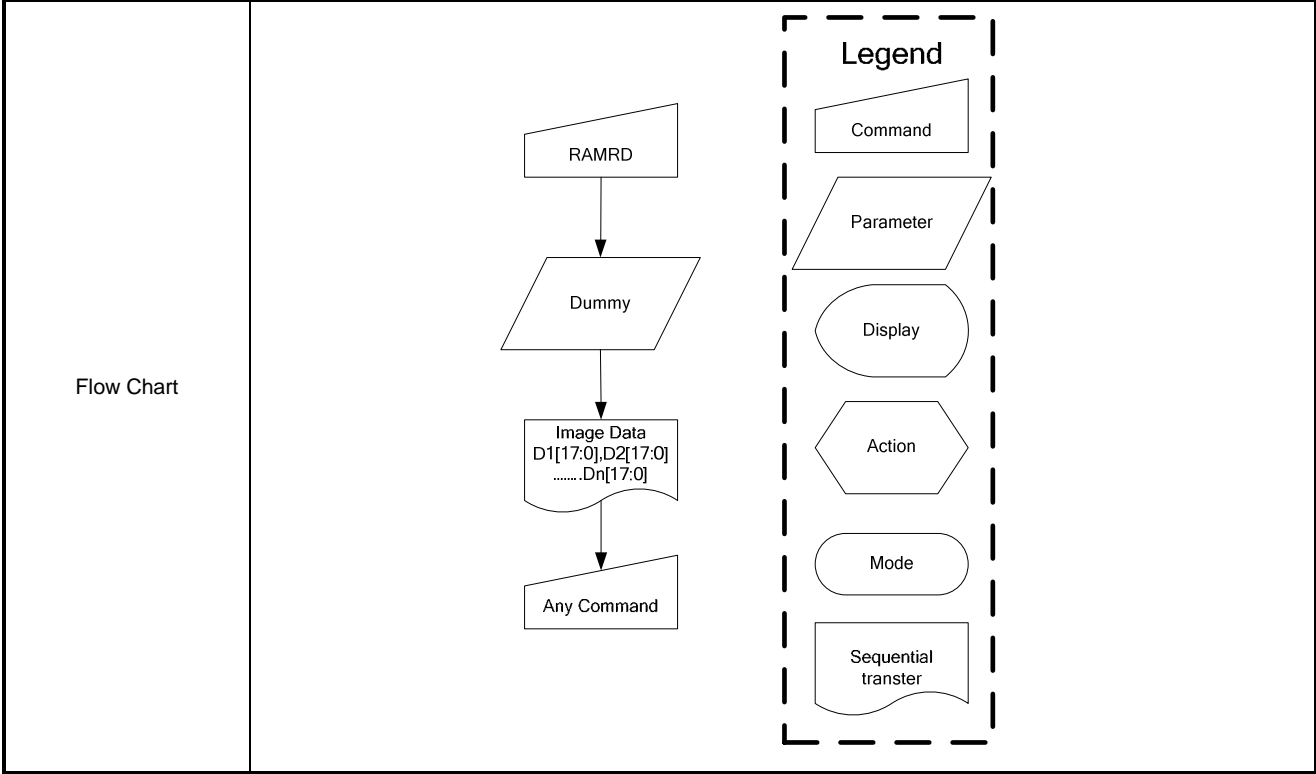 Flow Chart
RAMRD
Dummy
Image Data
D1[17:0],D2[17:0]
........Dn[17:0]
Any Command
Legend
Command
Parameter
Display
Action
Mode
Sequential
transter